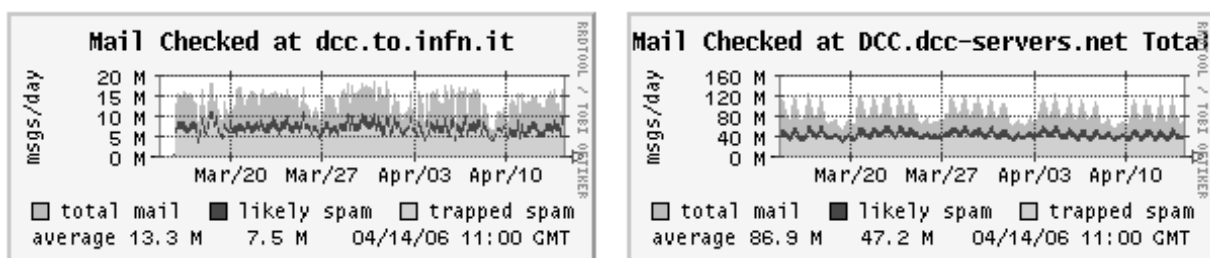 Mail Checked at dcc.to.infn.it
RRDTOOL / TOBI OETIKER
msgs/day
20 M
15 M
10 M
5 M
0 M
Mar/20 Mar/27 Apr/03 Apr/10
total mail likely spam trapped spam
average 13.3 M 7.5 M 04/14/06 11:00 GMT
Mail Checked at DCC.dcc-servers.net Total
RRDTOOL / TOBI OETIKER
msgs/day
160 M
120 M
80 M
40 M
0 M
Mar/20 Mar/27 Apr/03 Apr/10
total mail likely spam trapped spam
average 86.9 M 47.2 M 04/14/06 11:00 GMT